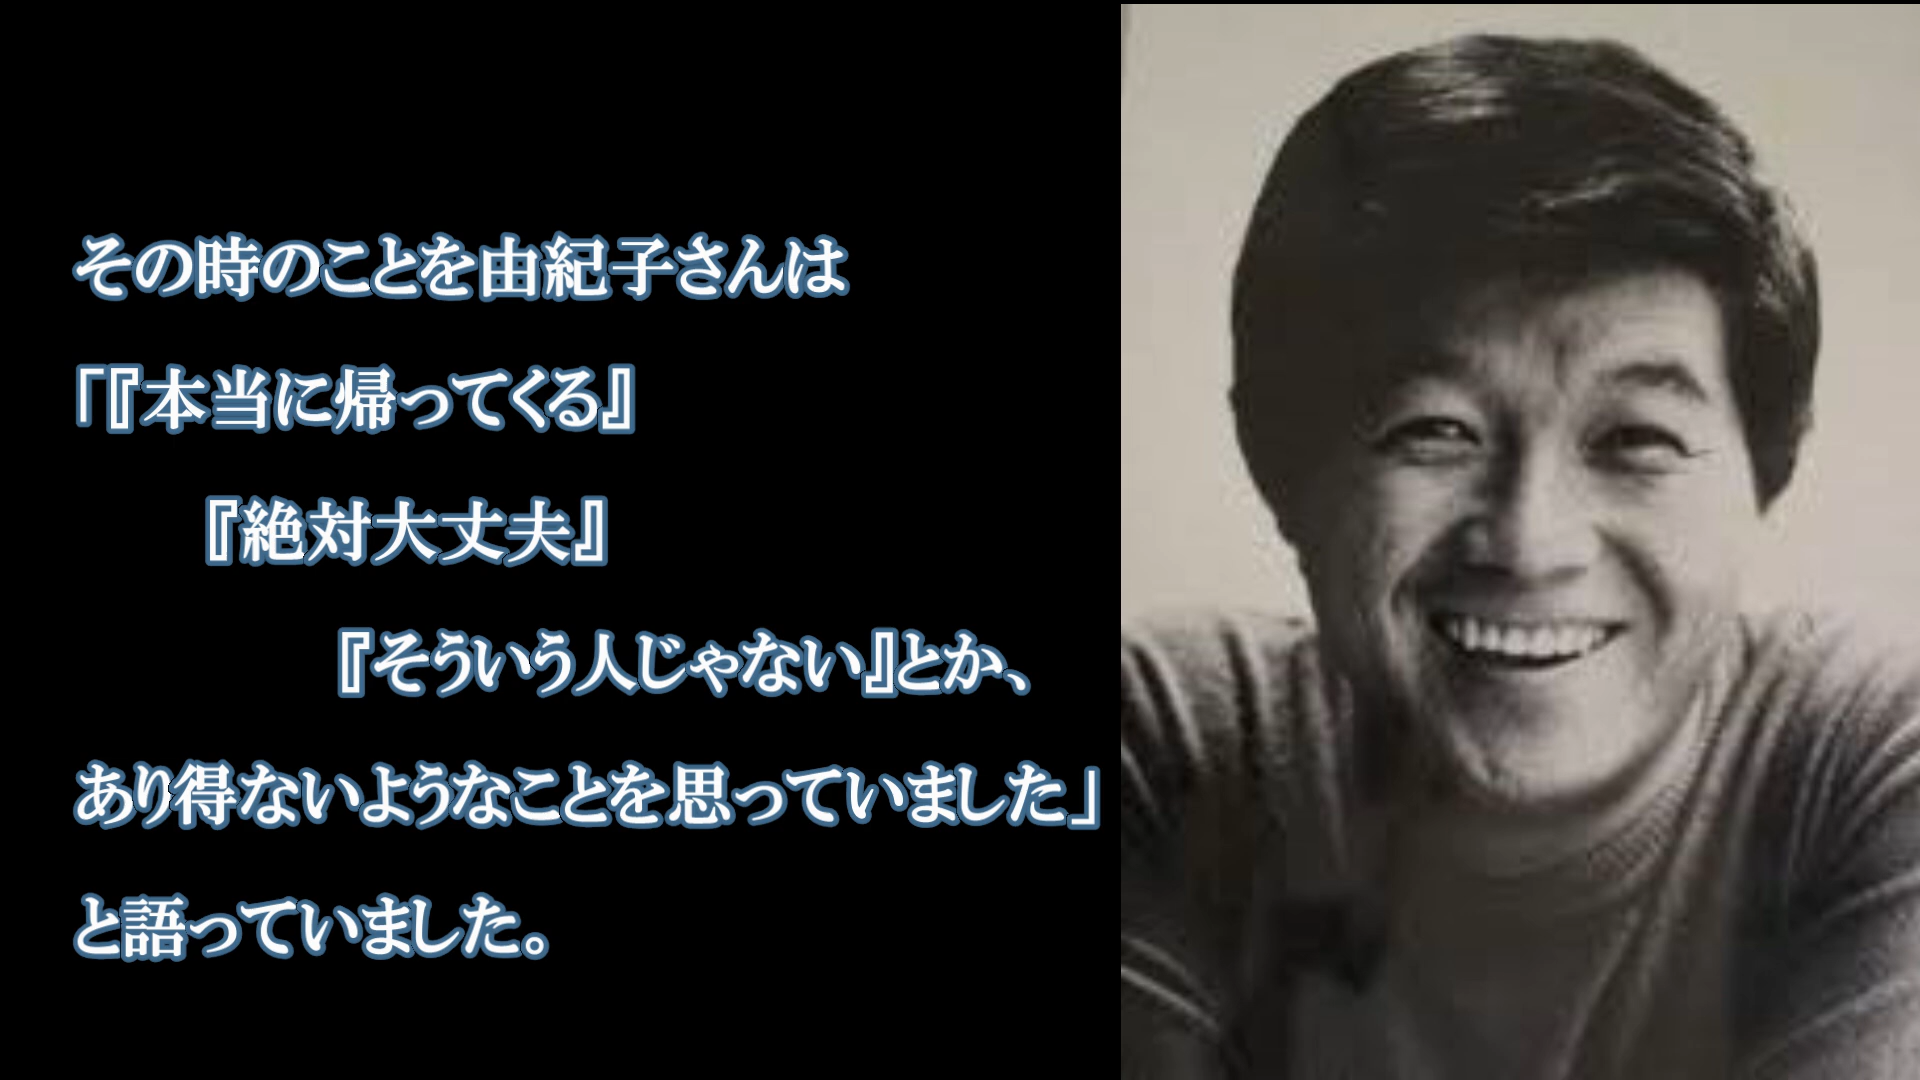 その時のことを由紀子さんは
「『本当に帰ってくる』
『絶対大丈夫』
『そういう人じゃない』とか、
あり得ないようなことを思っていました」
と語っていました。